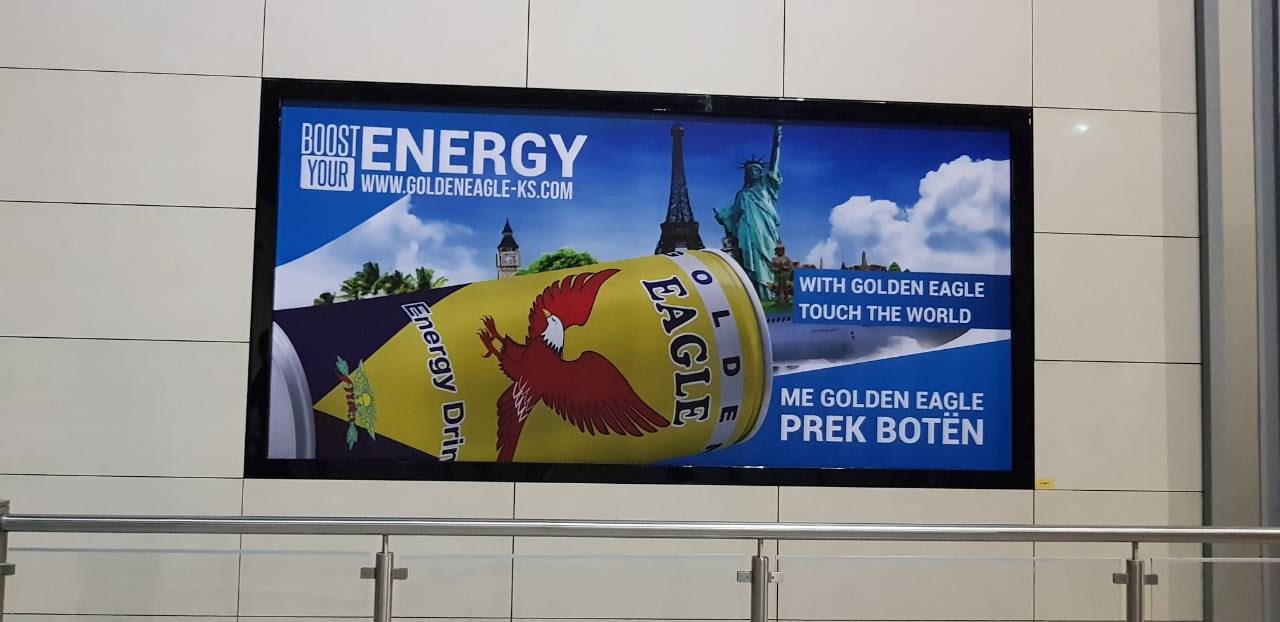 BOOST
YOUR
ENERGY
WWW.GOLDENEAGLE-KS.COM
GOLDEN
EAGLE
Energy Drin
WITH GOLDEN EAGLE
TOUCH THE WORLD
ME GOLDEN EAGLE
PREK BOTËN